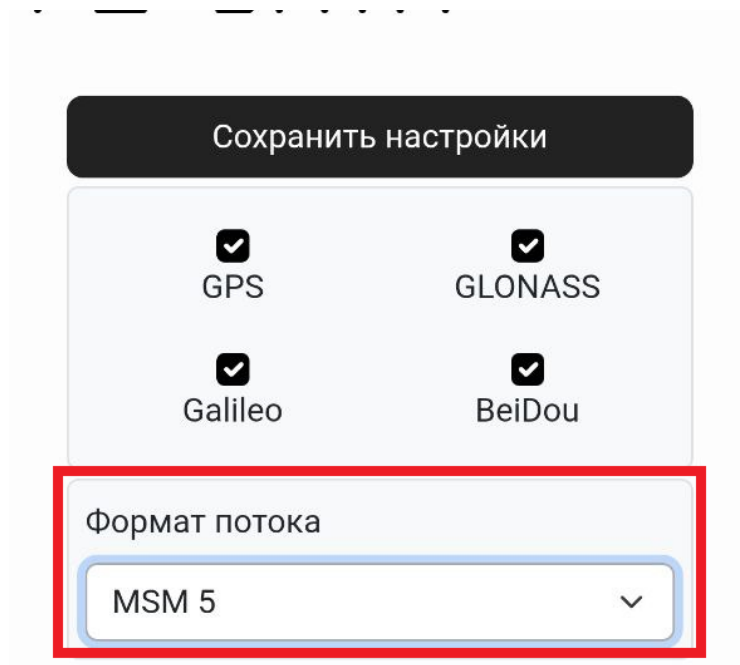 Сохранить настройки
GPS GLONASS
Galileo BeiDou
Формат потока
MSM 5